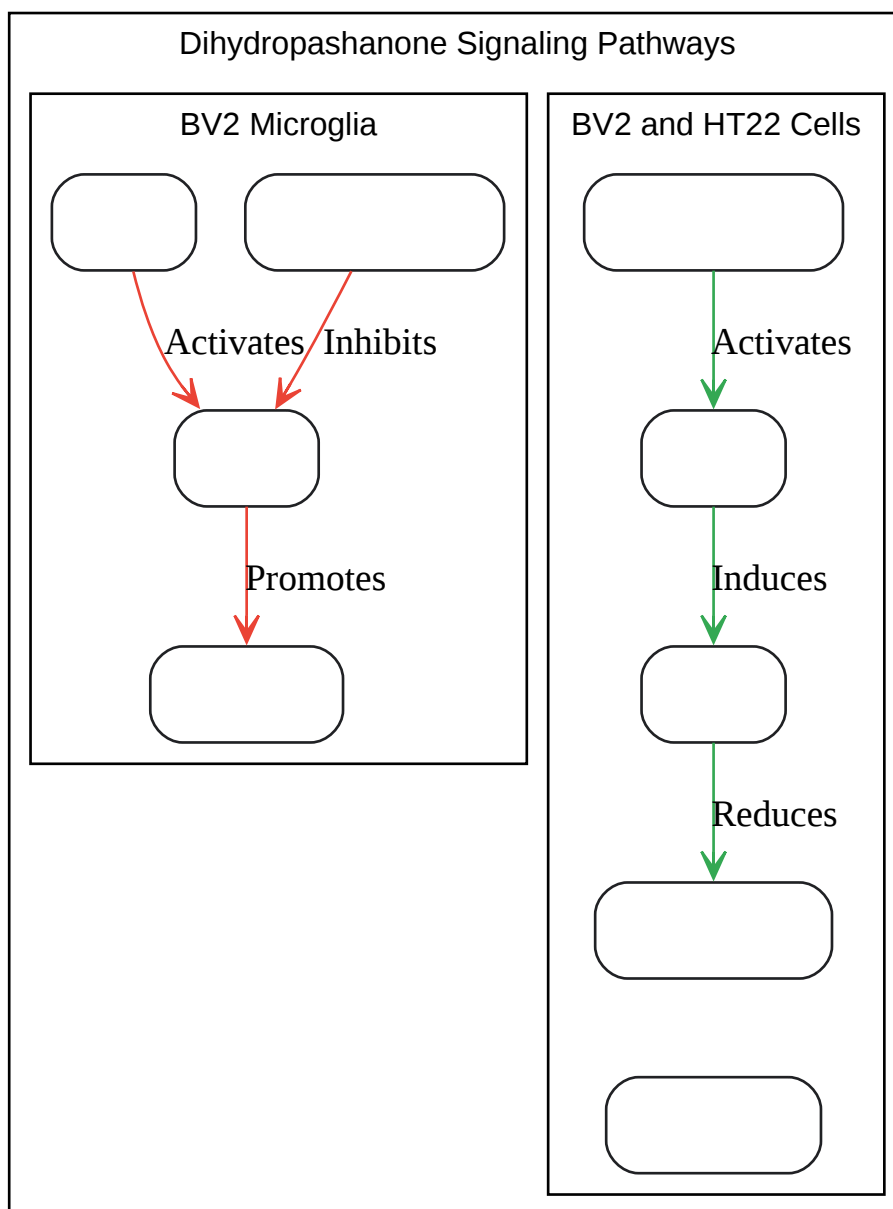 Dihydropashanone Signaling Pathways
BV2 Microglia
Activates
Inhibits
Promotes
BV2 and HT22 Cells
Activates
Induces
Reduces